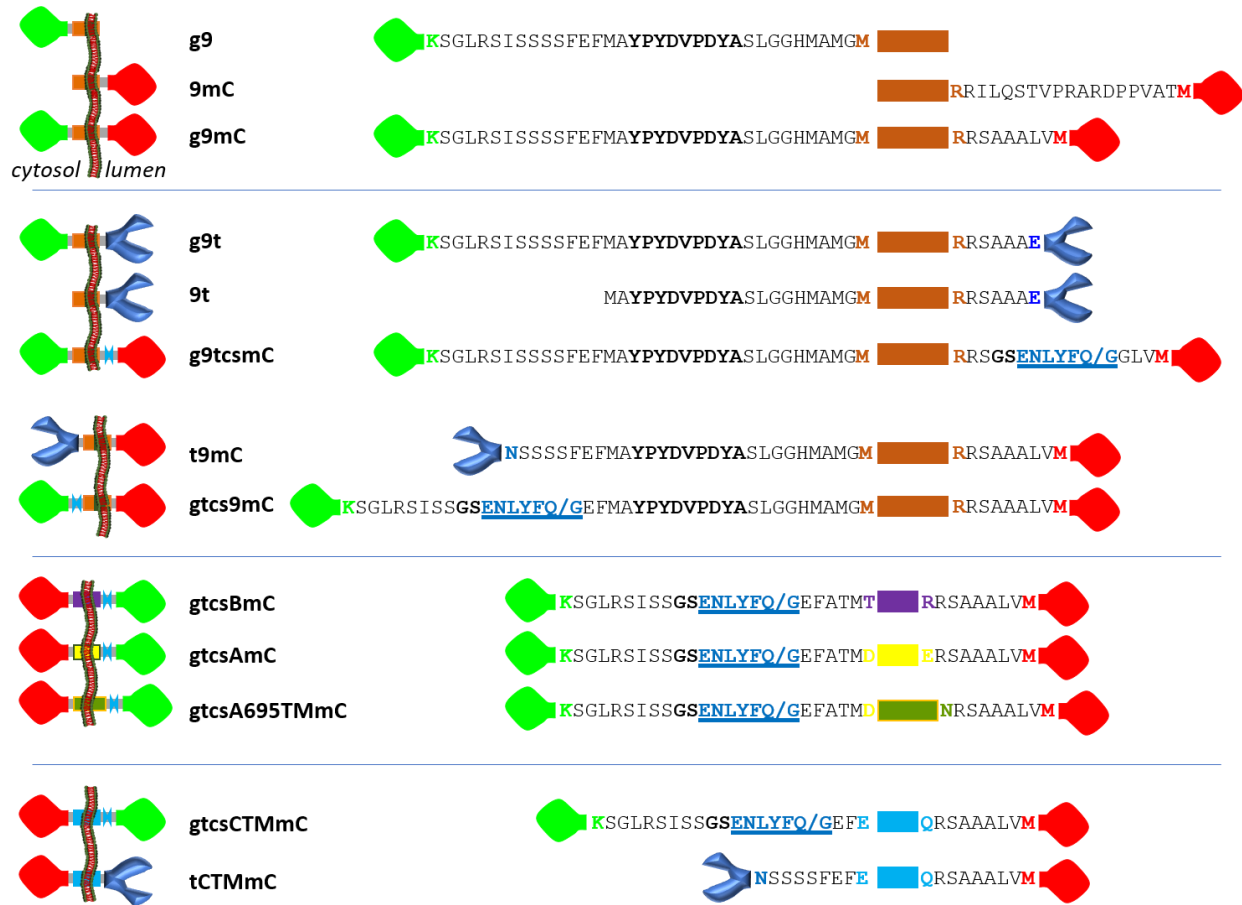 g9 KSGLRSISSSSFEFMAYPYDVPDYASLGGHMAMGM
9mC RRILQSTVPRARDPPVATM
g9mC KSGLRSISSSSFEFMAYPYDVPDYASLGGHMAMGM RRSAAALVM
cytosol lumen
g9t KSGLRSISSSSFEFMAYPYDVPDYASLGGHMAMGM RRSAAAE
9t MAYPYDVPDYASLGGHMAMGM RRSAAAE
g9tcsmC KSGLRSISSSSFEFMAYPYDVPDYASLGGHMAMGM RRSGSENLYFQ/GGLVM
t9mC NSSSSFEFMAYPYDVPDYASLGGHMAMGM RRSAAALVM
gtcs9mC KSGLRSISSGSENLYFQ/GEFMAYPYDVPDYASLGGHMAMGM RRSAAALVM
gtcsBmC KSGLRSISSGSENLYFQ/GEFATMT RRSAAALVM
gtcsAmC KSGLRSISSGSENLYFQ/GEFATMD ERSAAALVM
gtcsA695TMmC KSGLRSISSGSENLYFQ/GEFATMD NRSAAALVM
gtcsCTMmC KSGLRSISSGSENLYFQ/GEFE QRSAAALVM
tCTMmC NSSSSFEFE QRSAAALVM